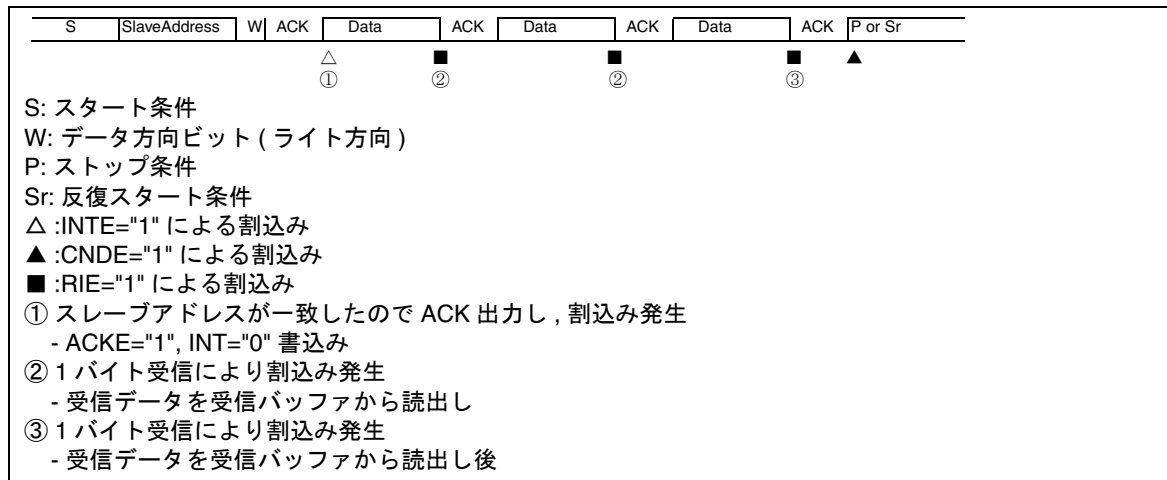 S SlaveAddress W ACK Data ACK Data ACK Data ACK P or Sr
△ ■ ■ ■ ▲
① ② ② ③
S: スタート条件
W: データ方向ビット ( ライト方向 )
P: ストップ条件
Sr: 反復スタート条件
△ :INTE="1" による割込み
▲ :CNDE="1" による割込み
■ :RIE="1" による割込み
① スレーブアドレスが一致したので ACK 出力し , 割込み発生
- ACKE="1", INT="0" 書込み
② 1 バイト受信により割込み発生
- 受信データを受信バッファから読出し
③ 1 バイト受信により割込み発生
- 受信データを受信バッファから読出し後